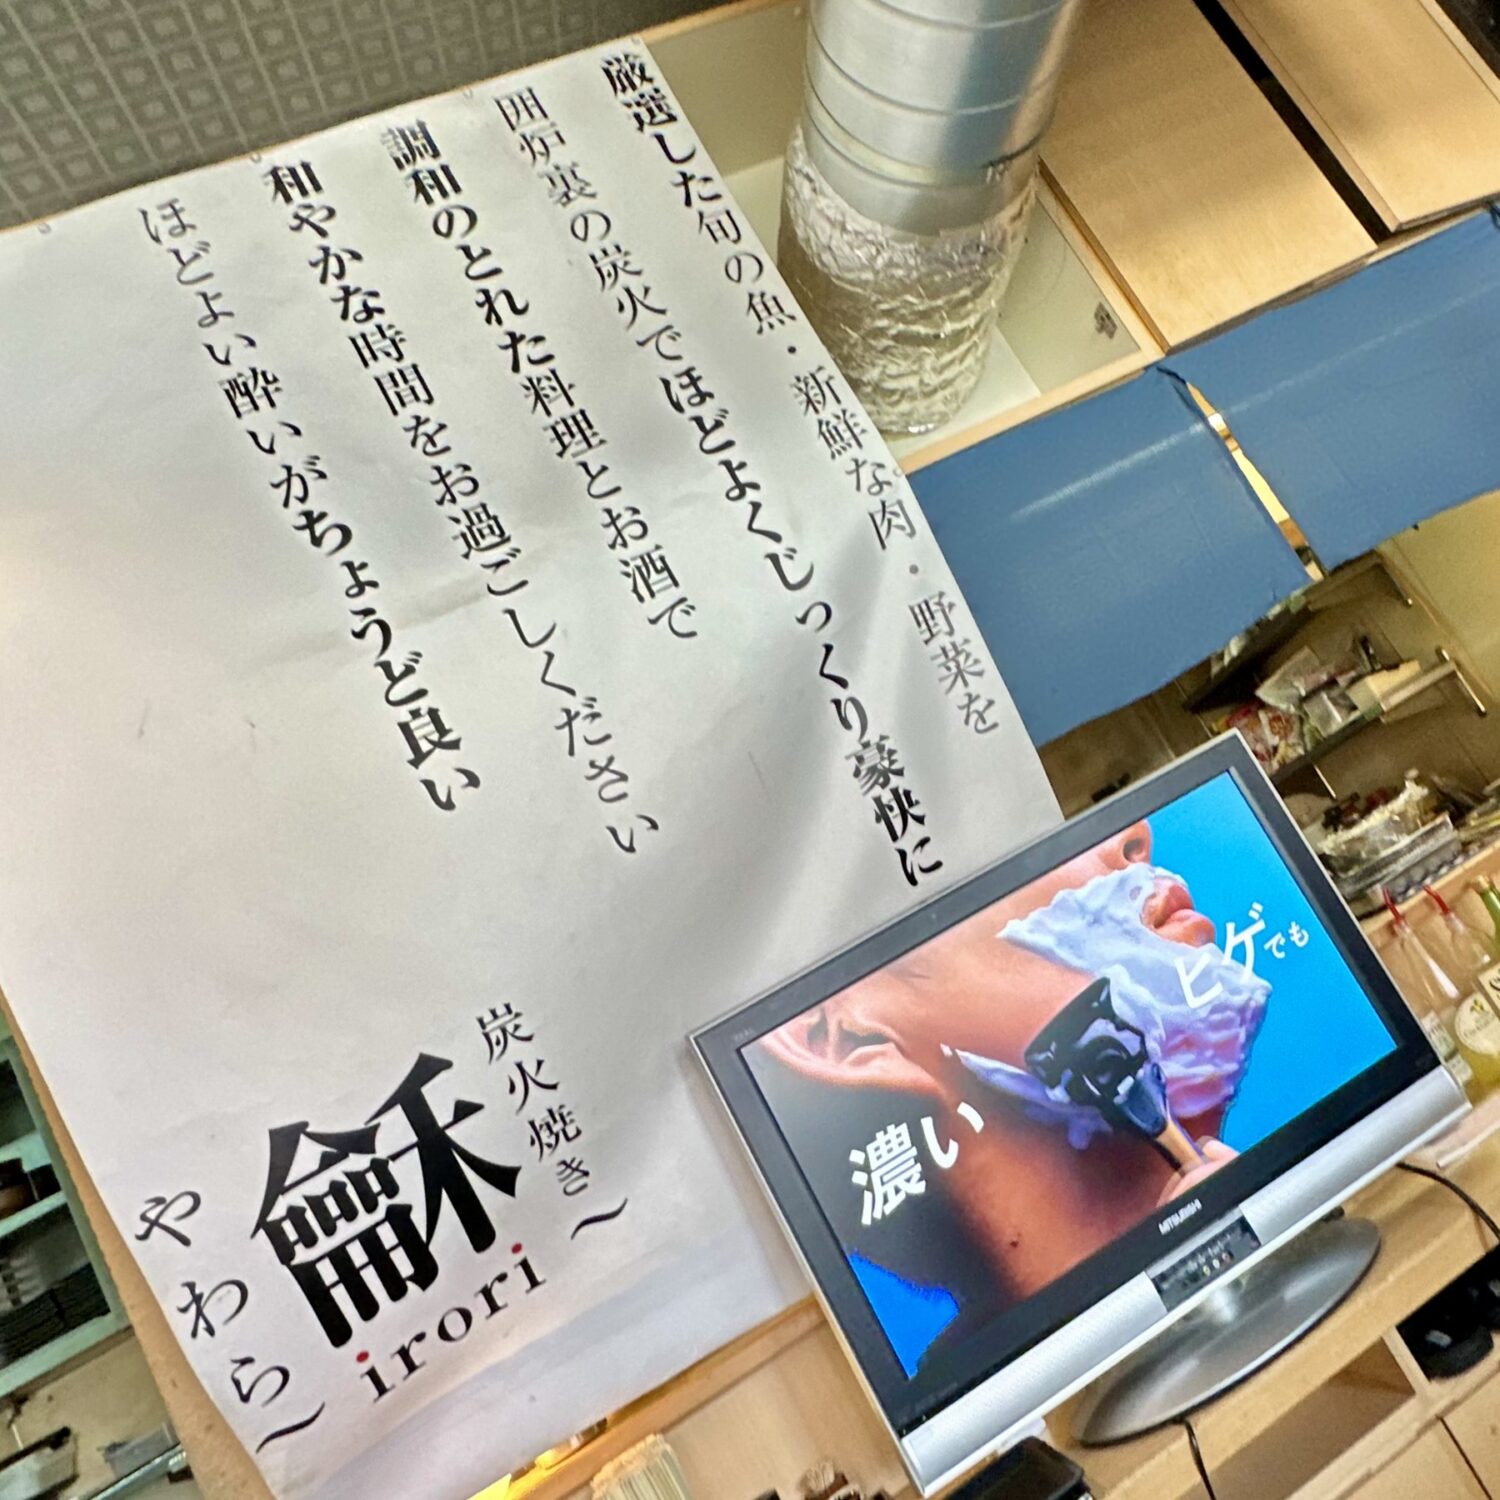 厳選した旬の魚・新鮮な肉・野菜を
囲炉裏の炭火でほどよくじっくり豪快に
調和のとれた料理とお酒で
和やかな時間をお過ごしください
ほどよい酔いがちょうど良い
炭火焼き〜
龢
irori
やわら〜
ヒゲでも
濃い
MITSUBISHI